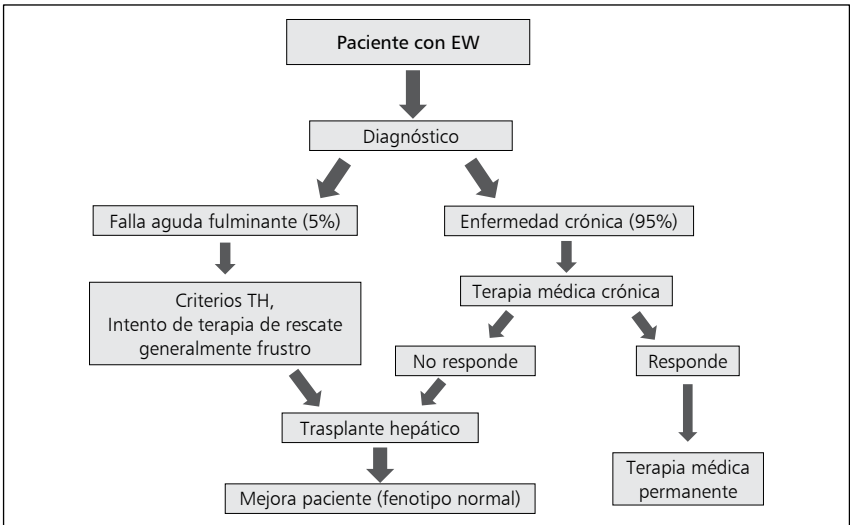 Paciente con EW
Diagnóstico
Falla aguda fulminante (5%)
Enfermedad crónica (95%)
Criterios TH,
Intento de terapia de rescate
generalmente frustro
Terapia médica crónica
No responde
Responde
Trasplante hepático
Terapia médica
permanente
Mejora paciente (fenotipo normal)